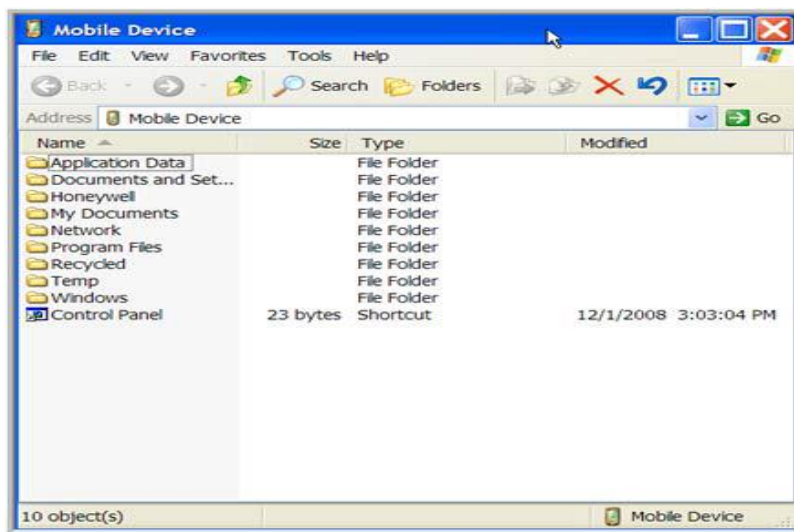 Mobile Device
File Edit View Favorites Tools Help
Back Search Folders
Address Mobile Device Go
Name Size Type Modified
Application Data File Folder
Documents and Set... File Folder
Honeywell File Folder
My Documents File Folder
Network File Folder
Program Files File Folder
Recycled File Folder
Temp File Folder
Windows File Folder
Control Panel 23 bytes Shortcut 12/1/2008 3:03:04 PM
10 object(s) Mobile Device